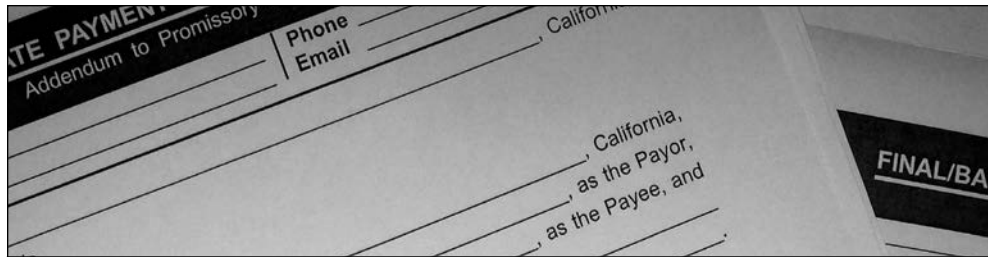 ATE PAYMENT
Addendum to Promissory
Phone
Email
, California
, California,
, as the Payor,
, as the Payee, and
.
FINAL/BA